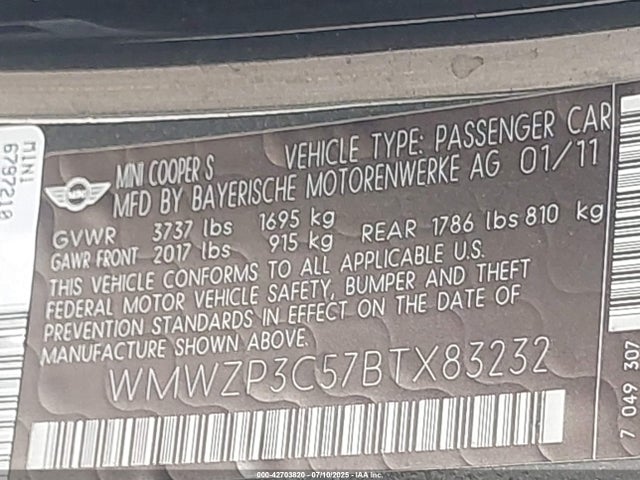 MINI COOPER S VEHICLE TYPE: PASSENGER CAR
MFD BY BAYERISCHE MOTORENWERKE AG 01/11
GVWR 3737 lbs 1695 kg
GAWR FRONT 2017 lbs 915 kg REAR 1786 lbs 810 kg
THIS VEHICLE CONFORMS TO ALL APPLICABLE U.S.
FEDERAL MOTOR VEHICLE SAFETY, BUMPER AND THEFT
PREVENTION STANDARDS IN EFFECT ON THE DATE OF
MANUFACTURE SHOWN ABOVE.
WMWZP3C57BTX83232
7 049 307
MINI
000-42703820 - 07/10/2025 - IAA Inc.